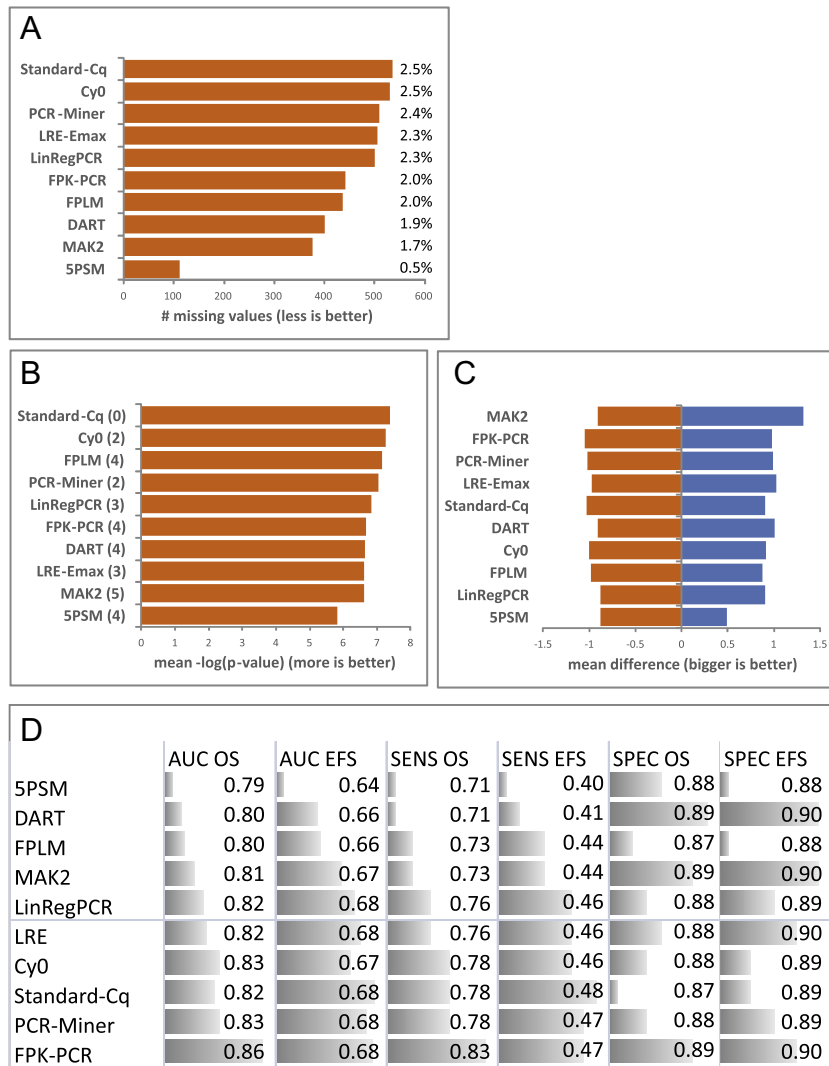 A
Standard-Cq 2.5%
Cy0 2.5%
PCR-Miner 2.4%
LRE-Emax 2.3%
LinRegPCR 2.3%
FPK-PCR 2.0%
FPLM 2.0%
DART 1.9%
MAK2 1.7%
5PSM 0.5%
0 100 200 300 400 500 600
# missing values (less is better)
B
Standard-Cq (0)
Cy0 (2)
FPLM (4)
PCR-Miner (2)
LinRegPCR (3)
FPK-PCR (4)
DART (4)
LRE-Emax (3)
MAK2 (5)
5PSM (4)
0 1 2 3 4 5 6 7 8
mean -log(p-value) (more is better)
C
MAK2
FPK-PCR
PCR-Miner
LRE-Emax
Standard-Cq
DART
Cy0
FPLM
LinRegPCR
5PSM
-1.5 -1 -0.5 0 0.5 1 1.5
mean difference (bigger is better)
D
AUC OS AUC EFS SENS OS SENS EFS SPEC OS SPEC EFS
5PSM 0.79 0.64 0.71 0.40 0.88 0.88
DART 0.80 0.66 0.71 0.41 0.89 0.90
FPLM 0.80 0.66 0.73 0.44 0.87 0.88
MAK2 0.81 0.67 0.73 0.44 0.89 0.90
LinRegPCR 0.82 0.68 0.76 0.46 0.88 0.89
LRE 0.82 0.68 0.76 0.46 0.88 0.90
Cy0 0.83 0.67 0.78 0.46 0.88 0.89
Standard-Cq 0.82 0.68 0.78 0.48 0.87 0.89
PCR-Miner 0.83 0.68 0.78 0.47 0.88 0.89
FPK-PCR 0.86 0.68 0.83 0.47 0.89 0.90